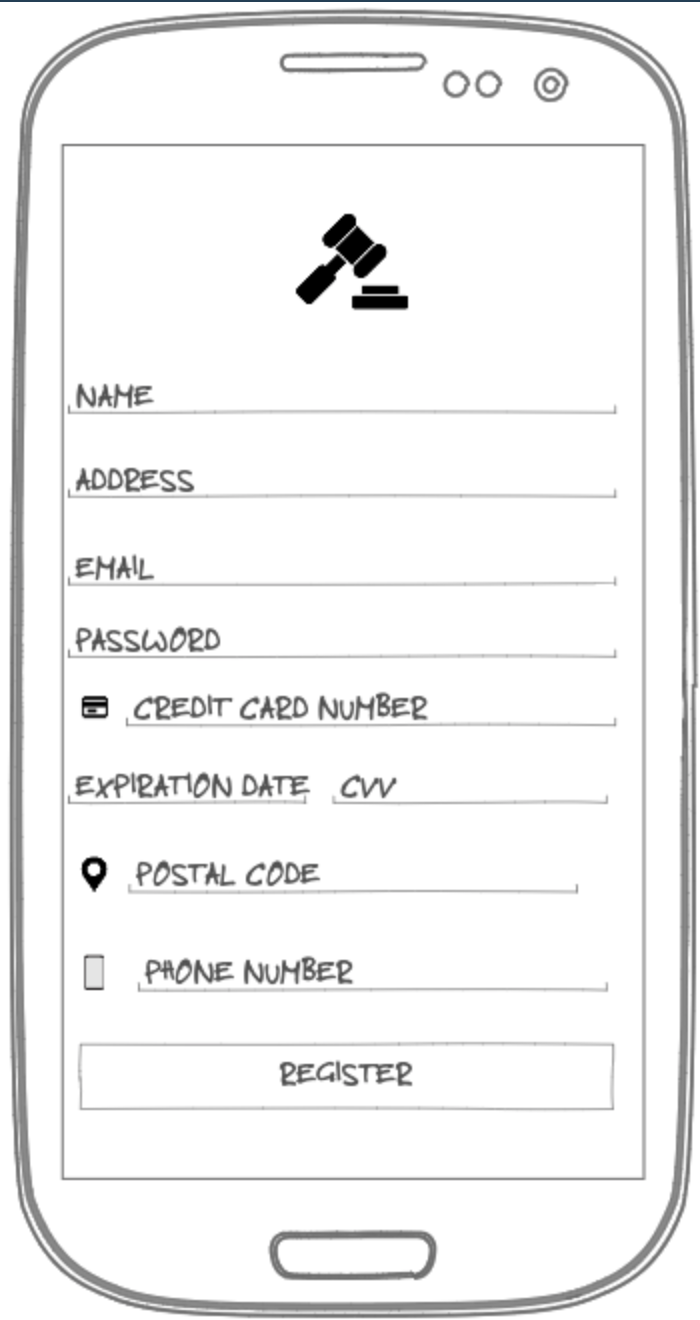 NAME
ADDRESS
EMAIL
PASSWORD
CREDIT CARD NUMBER
EXPIRATION DATE CVV
POSTAL CODE
PHONE NUMBER
REGISTER